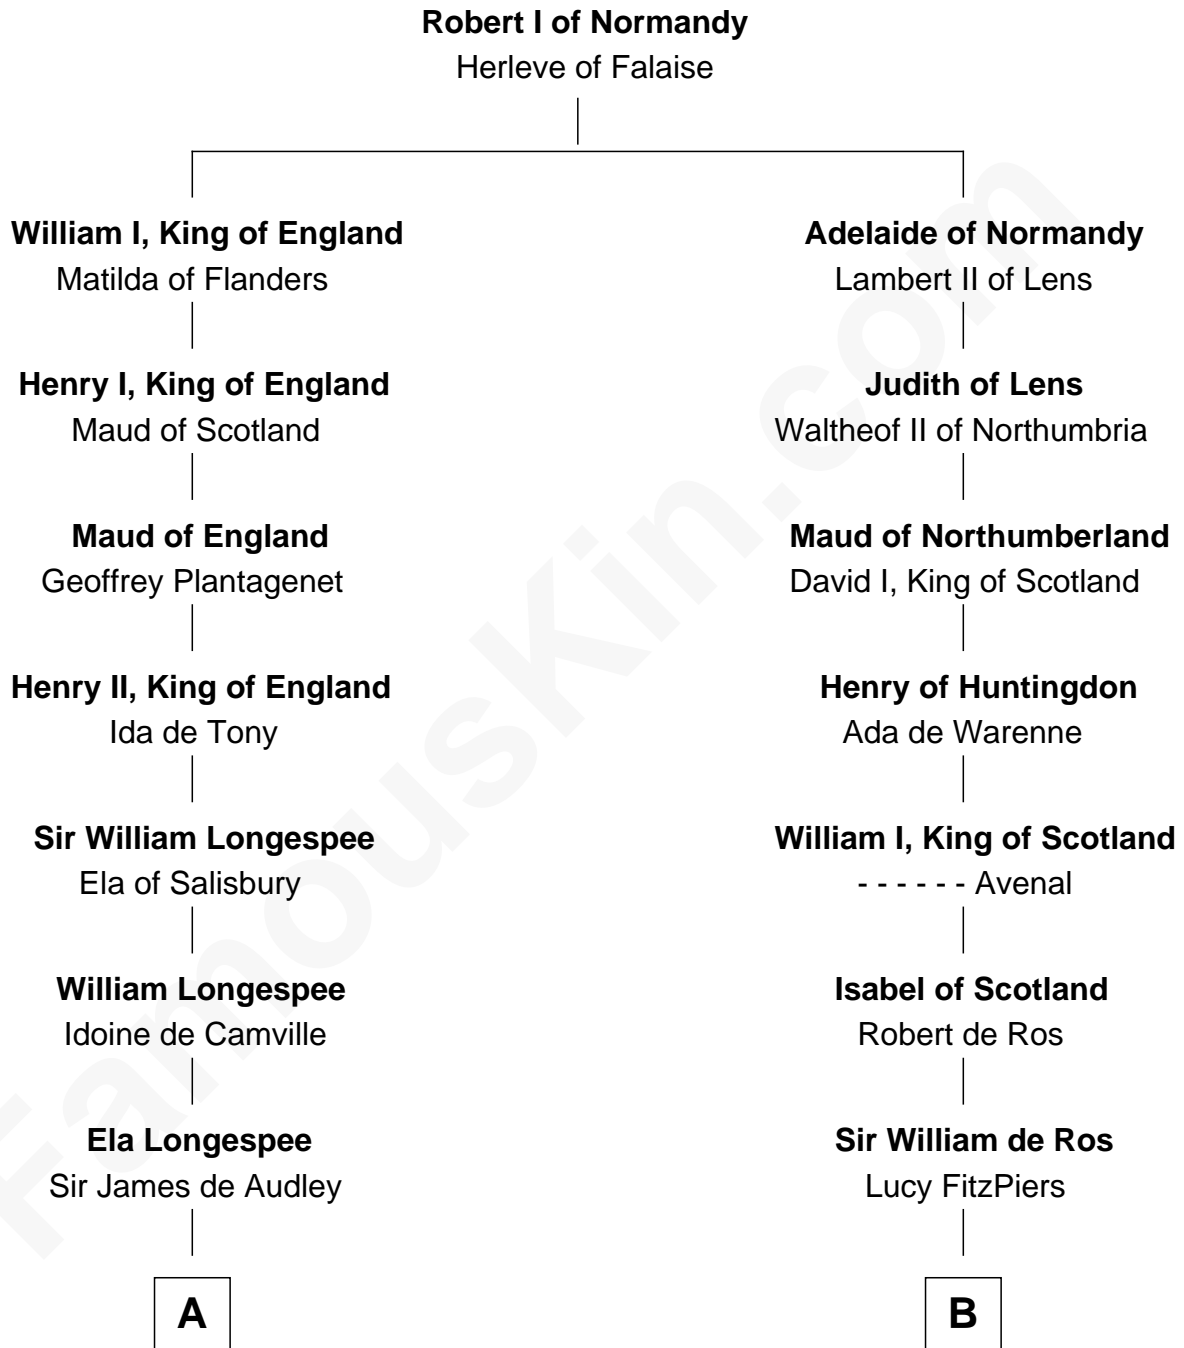 Robert I of Normandy
Herleve of Falaise
William I, King of England
Matilda of Flanders
Adelaide of Normandy
Lambert II of Lens
Henry I, King of England
Maud of Scotland
Judith of Lens
Waltheof II of Northumbria
Maud of England
Geoffrey Plantagenet
Maud of Northumberland
David I, King of Scotland
Henry II, King of England
Ida de Tony
Henry of Huntingdon
Ada de Warenne
Sir William Longespee
Ela of Salisbury
William I, King of Scotland
- - - - - - Avenal
William Longespee
Idoine de Camville
Isabel of Scotland
Robert de Ros
Ela Longespee
Sir James de Audley
Sir William de Ros
Lucy FitzPiers
A
B
FamousKin.com